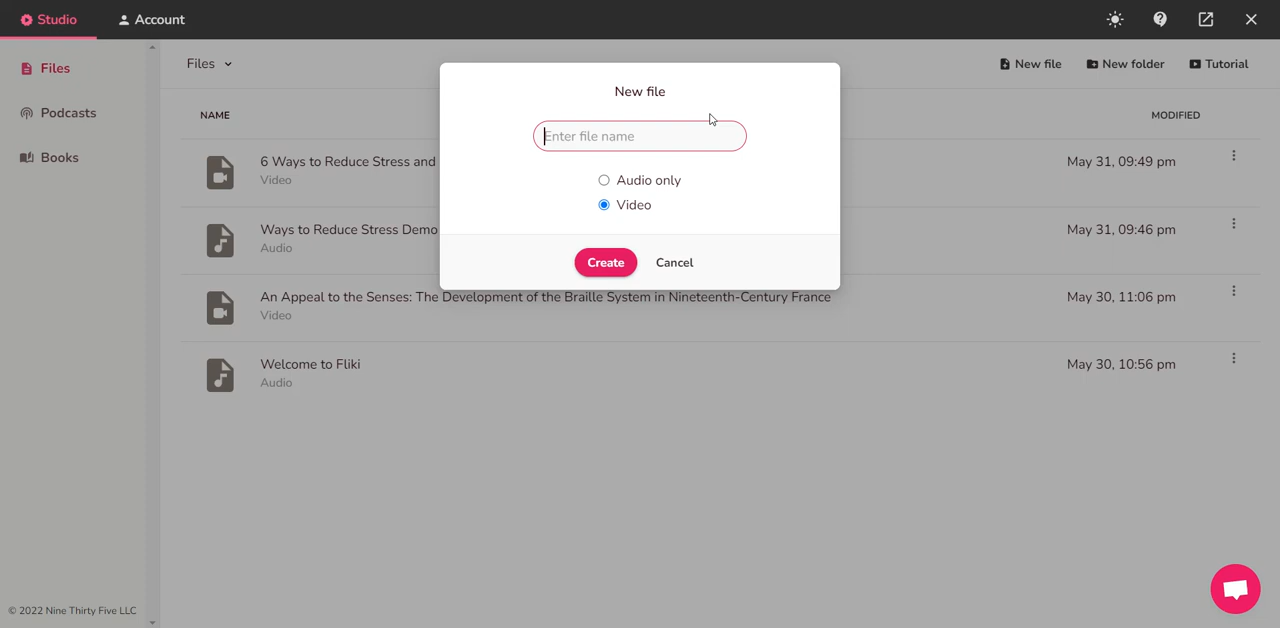 Studio
Account
Files
Podcasts
Books
© 2022 Nine Thirty Five LLC
Files
New file
New folder
Tutorial
NAME
MODIFIED
6 Ways to Reduce Stress and
Video
May 31, 09:49 pm
Ways to Reduce Stress Demo
Audio
May 31, 09:46 pm
An Appeal to the Senses: The Development of the Braille System in Nineteenth-Century France
Video
May 30, 11:06 pm
Welcome to Fliki
Audio
May 30, 10:56 pm
New file
Enter file name
Audio only
Video
Create
Cancel